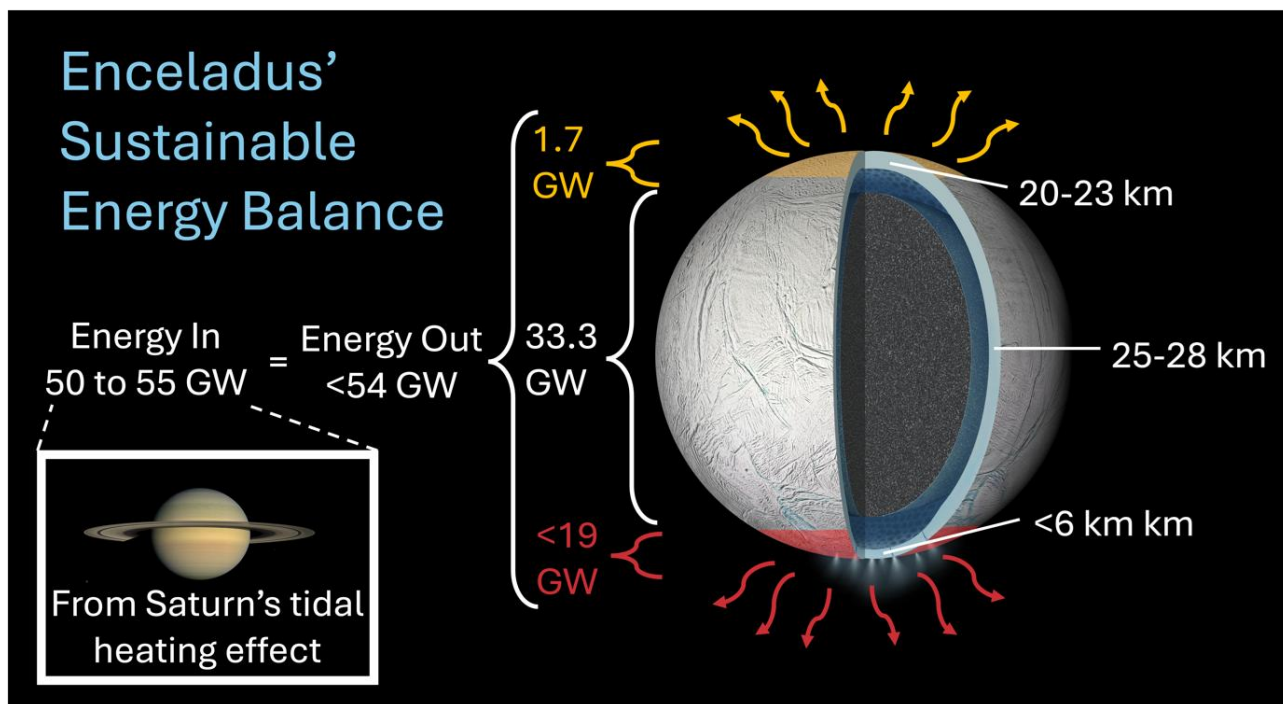 Enceladus’
Sustainable
Energy Balance
Energy In
50 to 55 GW
=
Energy Out
<54 GW
1.7
GW
33.3
GW
<19
GW
20-23 km
25-28 km
<6 km km
From Saturn’s tidal
heating effect